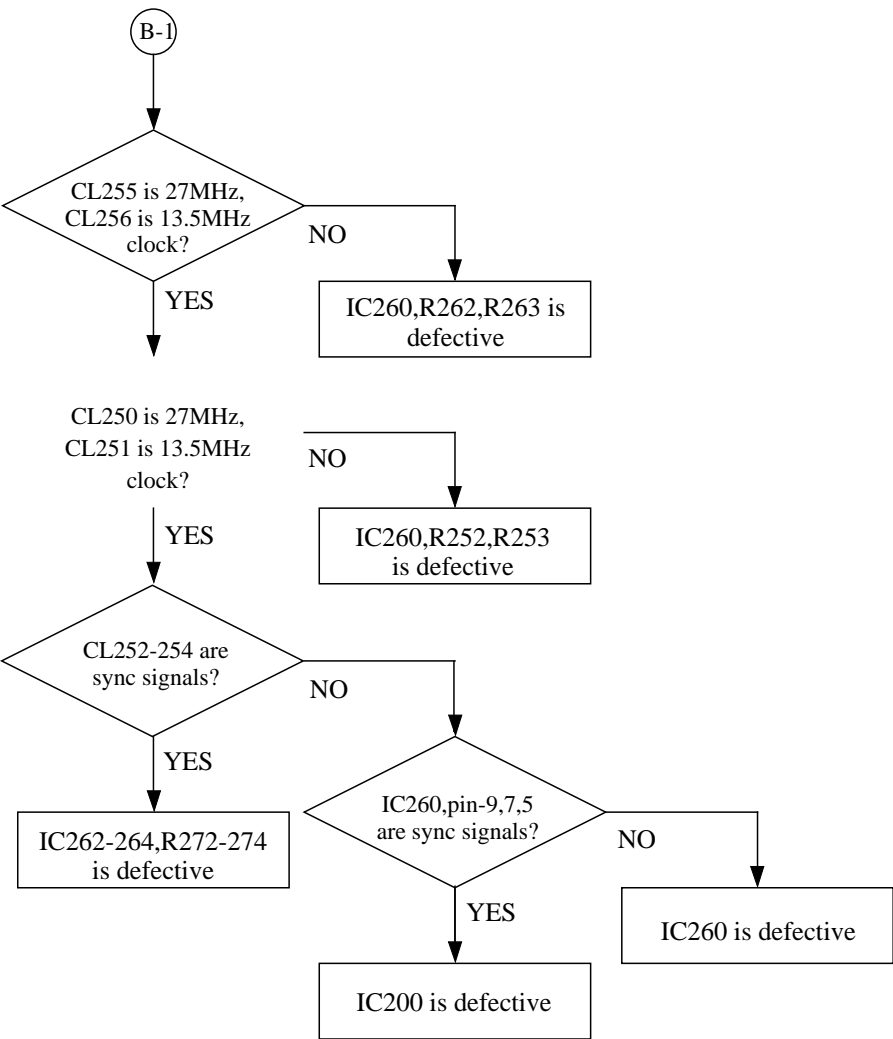 B-1
CL255 is 27MHz,
CL256 is 13.5MHz
clock?
NO
YES
IC260,R262,R263 is
defective
CL250 is 27MHz,
CL251 is 13.5MHz
clock?
NO
YES
IC260,R252,R253
is defective
CL252-254 are
sync signals?
NO
YES
IC262-264,R272-274
is defective
IC260,pin-9,7,5
are sync signals?
NO
YES
IC260 is defective
IC200 is defective